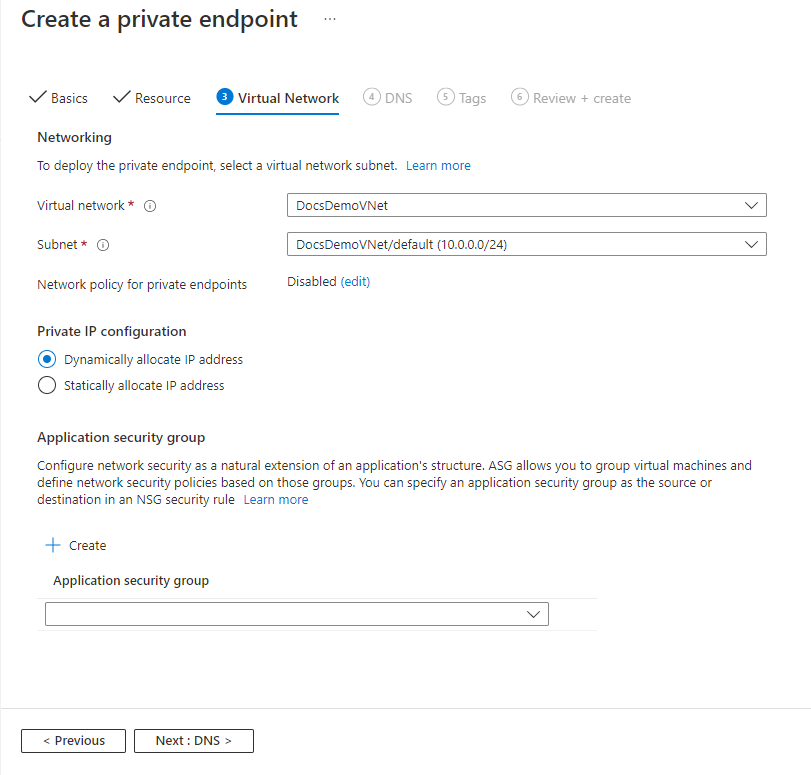 Create a private endpoint ...
Basics Resource 3 Virtual Network 4 DNS 5 Tags 6 Review + create
Networking
To deploy the private endpoint, select a virtual network subnet. Learn more
Virtual network * DocsDemoVNet
Subnet * DocsDemoVNet/default (10.0.0.0/24)
Network policy for private endpoints Disabled (edit)
Private IP configuration
Dynamically allocate IP address
Statically allocate IP address
Application security group
Configure network security as a natural extension of an application's structure. ASG allows you to group virtual machines and
define network security policies based on those groups. You can specify an application security group as the source or
destination in an NSG security rule Learn more
+ Create
Application security group
< Previous Next : DNS >